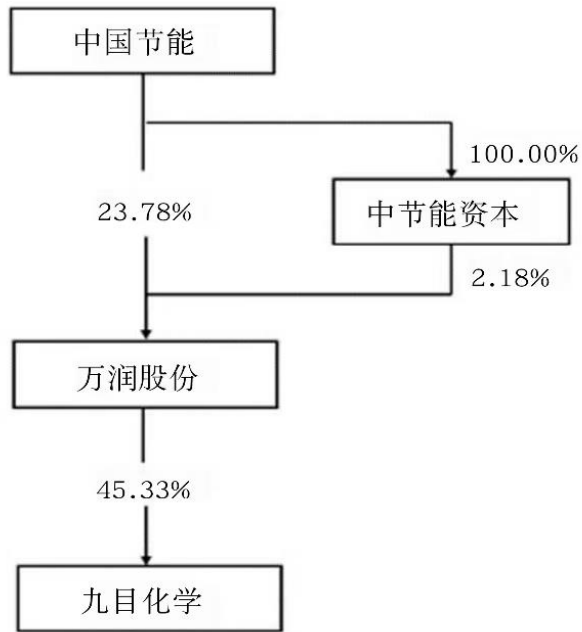 中国节能
100.00%
23.78%
中节能资本
2.18%
万润股份
45.33%
九目化学